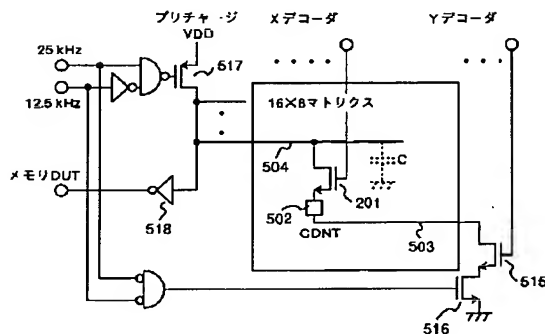 プリチャージ
VDD
Xデコーダ
Yデコーダ
25 kHz
12.5 kHz
517
16×8マトリクス
504
C
メモリDUT
518
502
201
CDNT
503
515
516